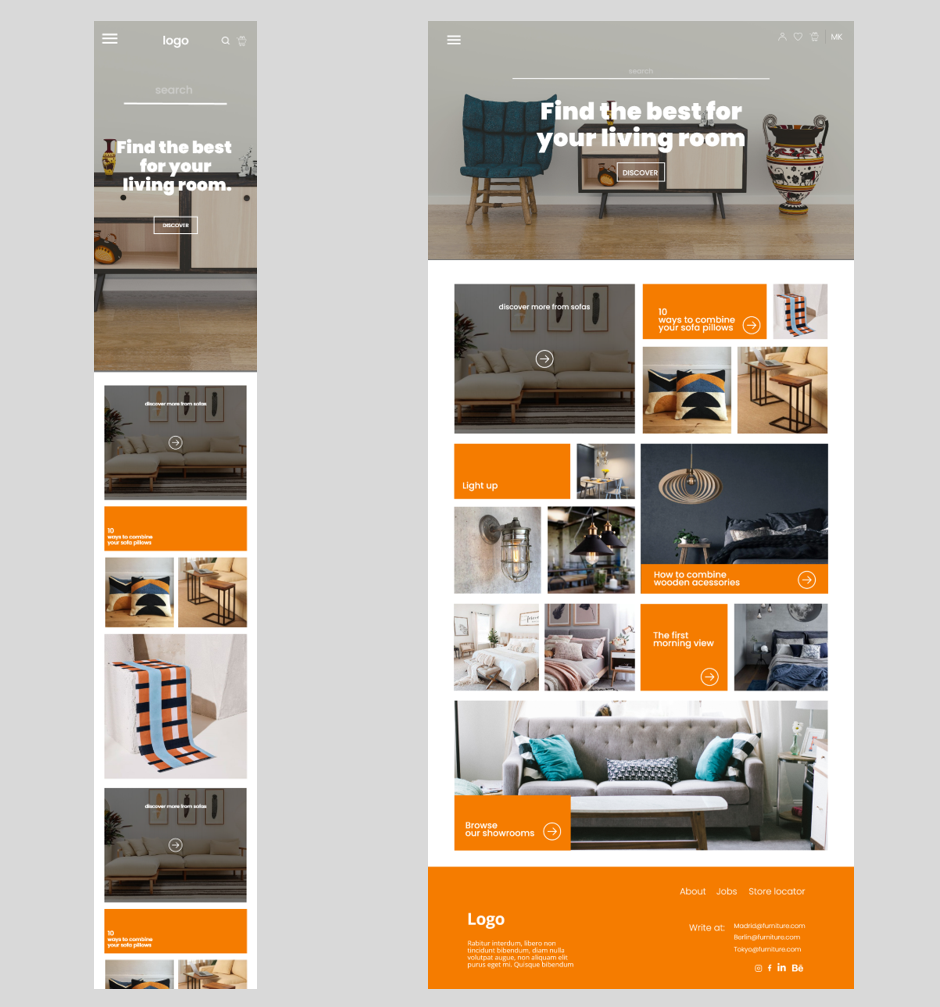 logo
search
Find the best
for your
living room.
DISCOVER
discover more from sofas
10
ways to combine
your sofa pillows
discover more from sofas
10
ways to combine
your sofa pillows
MK
search
Find the best for
your living room
DISCOVER
discover more from sofas
10
ways to combine
your sofa pillows
Light up
How to combine
wooden acessories
The first
morning view
Browse
our showrooms
About Jobs Store locator
Logo
Rabitur interdum, libero non
tincidunt bibendum, diam nulla
volutpat augue, non aliquam elit
purus eget mi. Quisque bibendum
Write at:
Madrid@furniture.com
Berlin@furniture.com
Tokyo@furniture.com
f in Bē